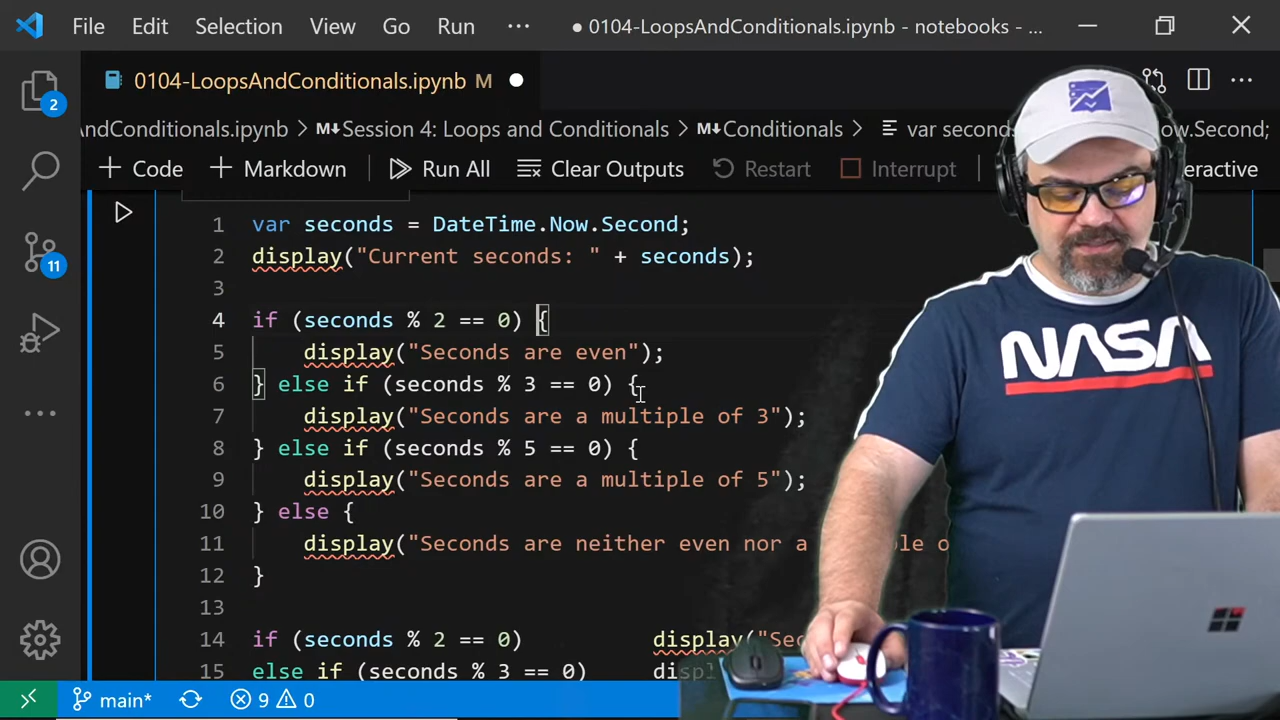 File Edit Selection View Go Run ··· ● 0104-LoopsAndConditionals.ipynb - notebooks - ...
0104-LoopsAndConditionals.ipynb M
AndConditionals.ipynb > Session 4: Loops and Conditionals > Conditionals > var ow.Second;
+ Code + Markdown Run All Clear Outputs Restart Interrupt
1 var seconds = DateTime.Now.Second;
2 display("Current seconds: " + seconds);
3
4 if (seconds % 2 == 0) {
5 display("Seconds are even");
6 } else if (seconds % 3 == 0) {
7 display("Seconds are a multiple of 3");
8 } else if (seconds % 5 == 0) {
9 display("Seconds are a multiple of 5");
10 } else {
11 display("Seconds are neither even nor a
12 }
13
14 if (seconds % 2 == 0) display("
15 else if (seconds % 3 == 0)
2
11
NASA
main* 9 0